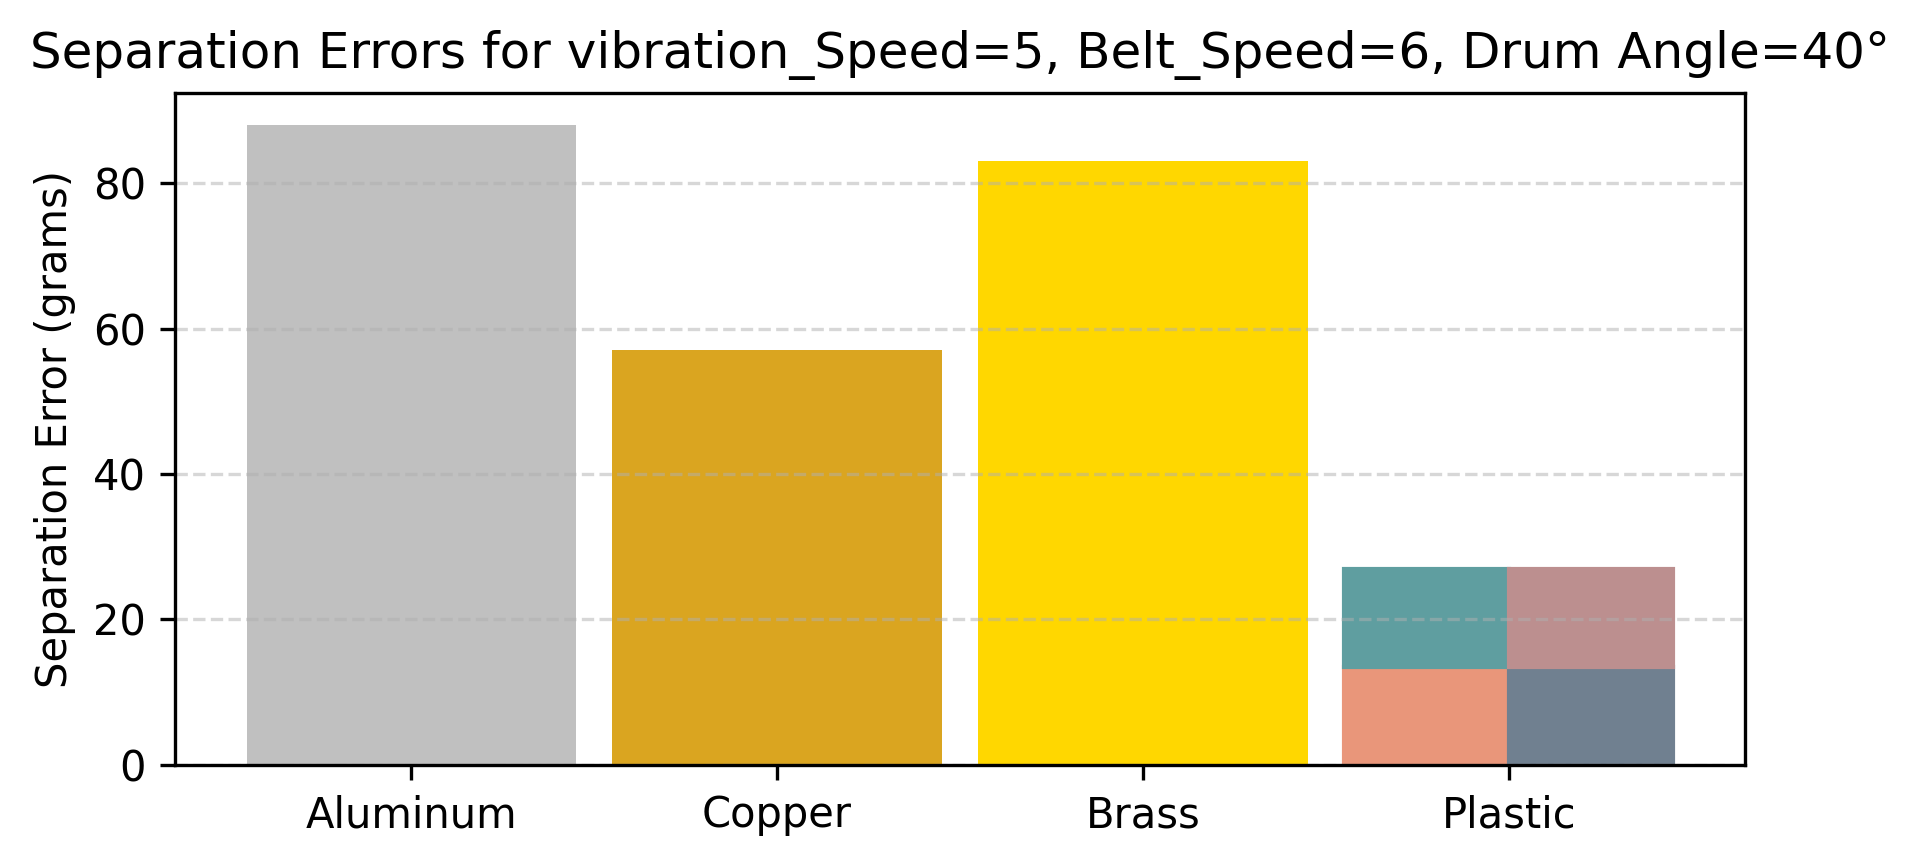 Separation Errors for vibration_Speed=5, Belt_Speed=6, Drum Angle=40°
Separation Error (grams)
80
60
40
20
0
Aluminum Copper Brass Plastic